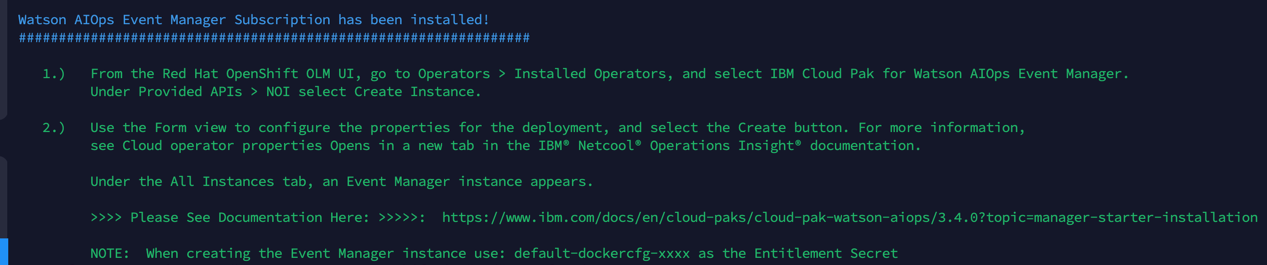 Watson AIOps Event Manager Subscription has been installed!
################################################################
1.) From the Red Hat OpenShift OLM UI, go to Operators > Installed Operators, and select IBM Cloud Pak for Watson AIOps Event Manager.
Under Provided APIs > NOI select Create Instance.
2.) Use the Form view to configure the properties for the deployment, and select the Create button. For more information,
see Cloud operator properties Opens in a new tab in the IBM® Netcool® Operations Insight® documentation.
Under the All Instances tab, an Event Manager instance appears.
>>>> Please See Documentation Here: >>>>>: https://www.ibm.com/docs/en/cloud-paks/cloud-pak-watson-aiops/3.4.0?topic=manager-starter-installation
NOTE: When creating the Event Manager instance use: default-dockercfg-xxxx as the Entitlement Secret